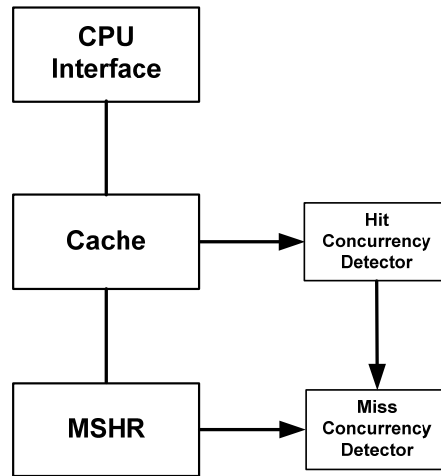 CPU
Interface
Cache
Hit
Concurrency
Detector
MSHR
Miss
Concurrency
Detector